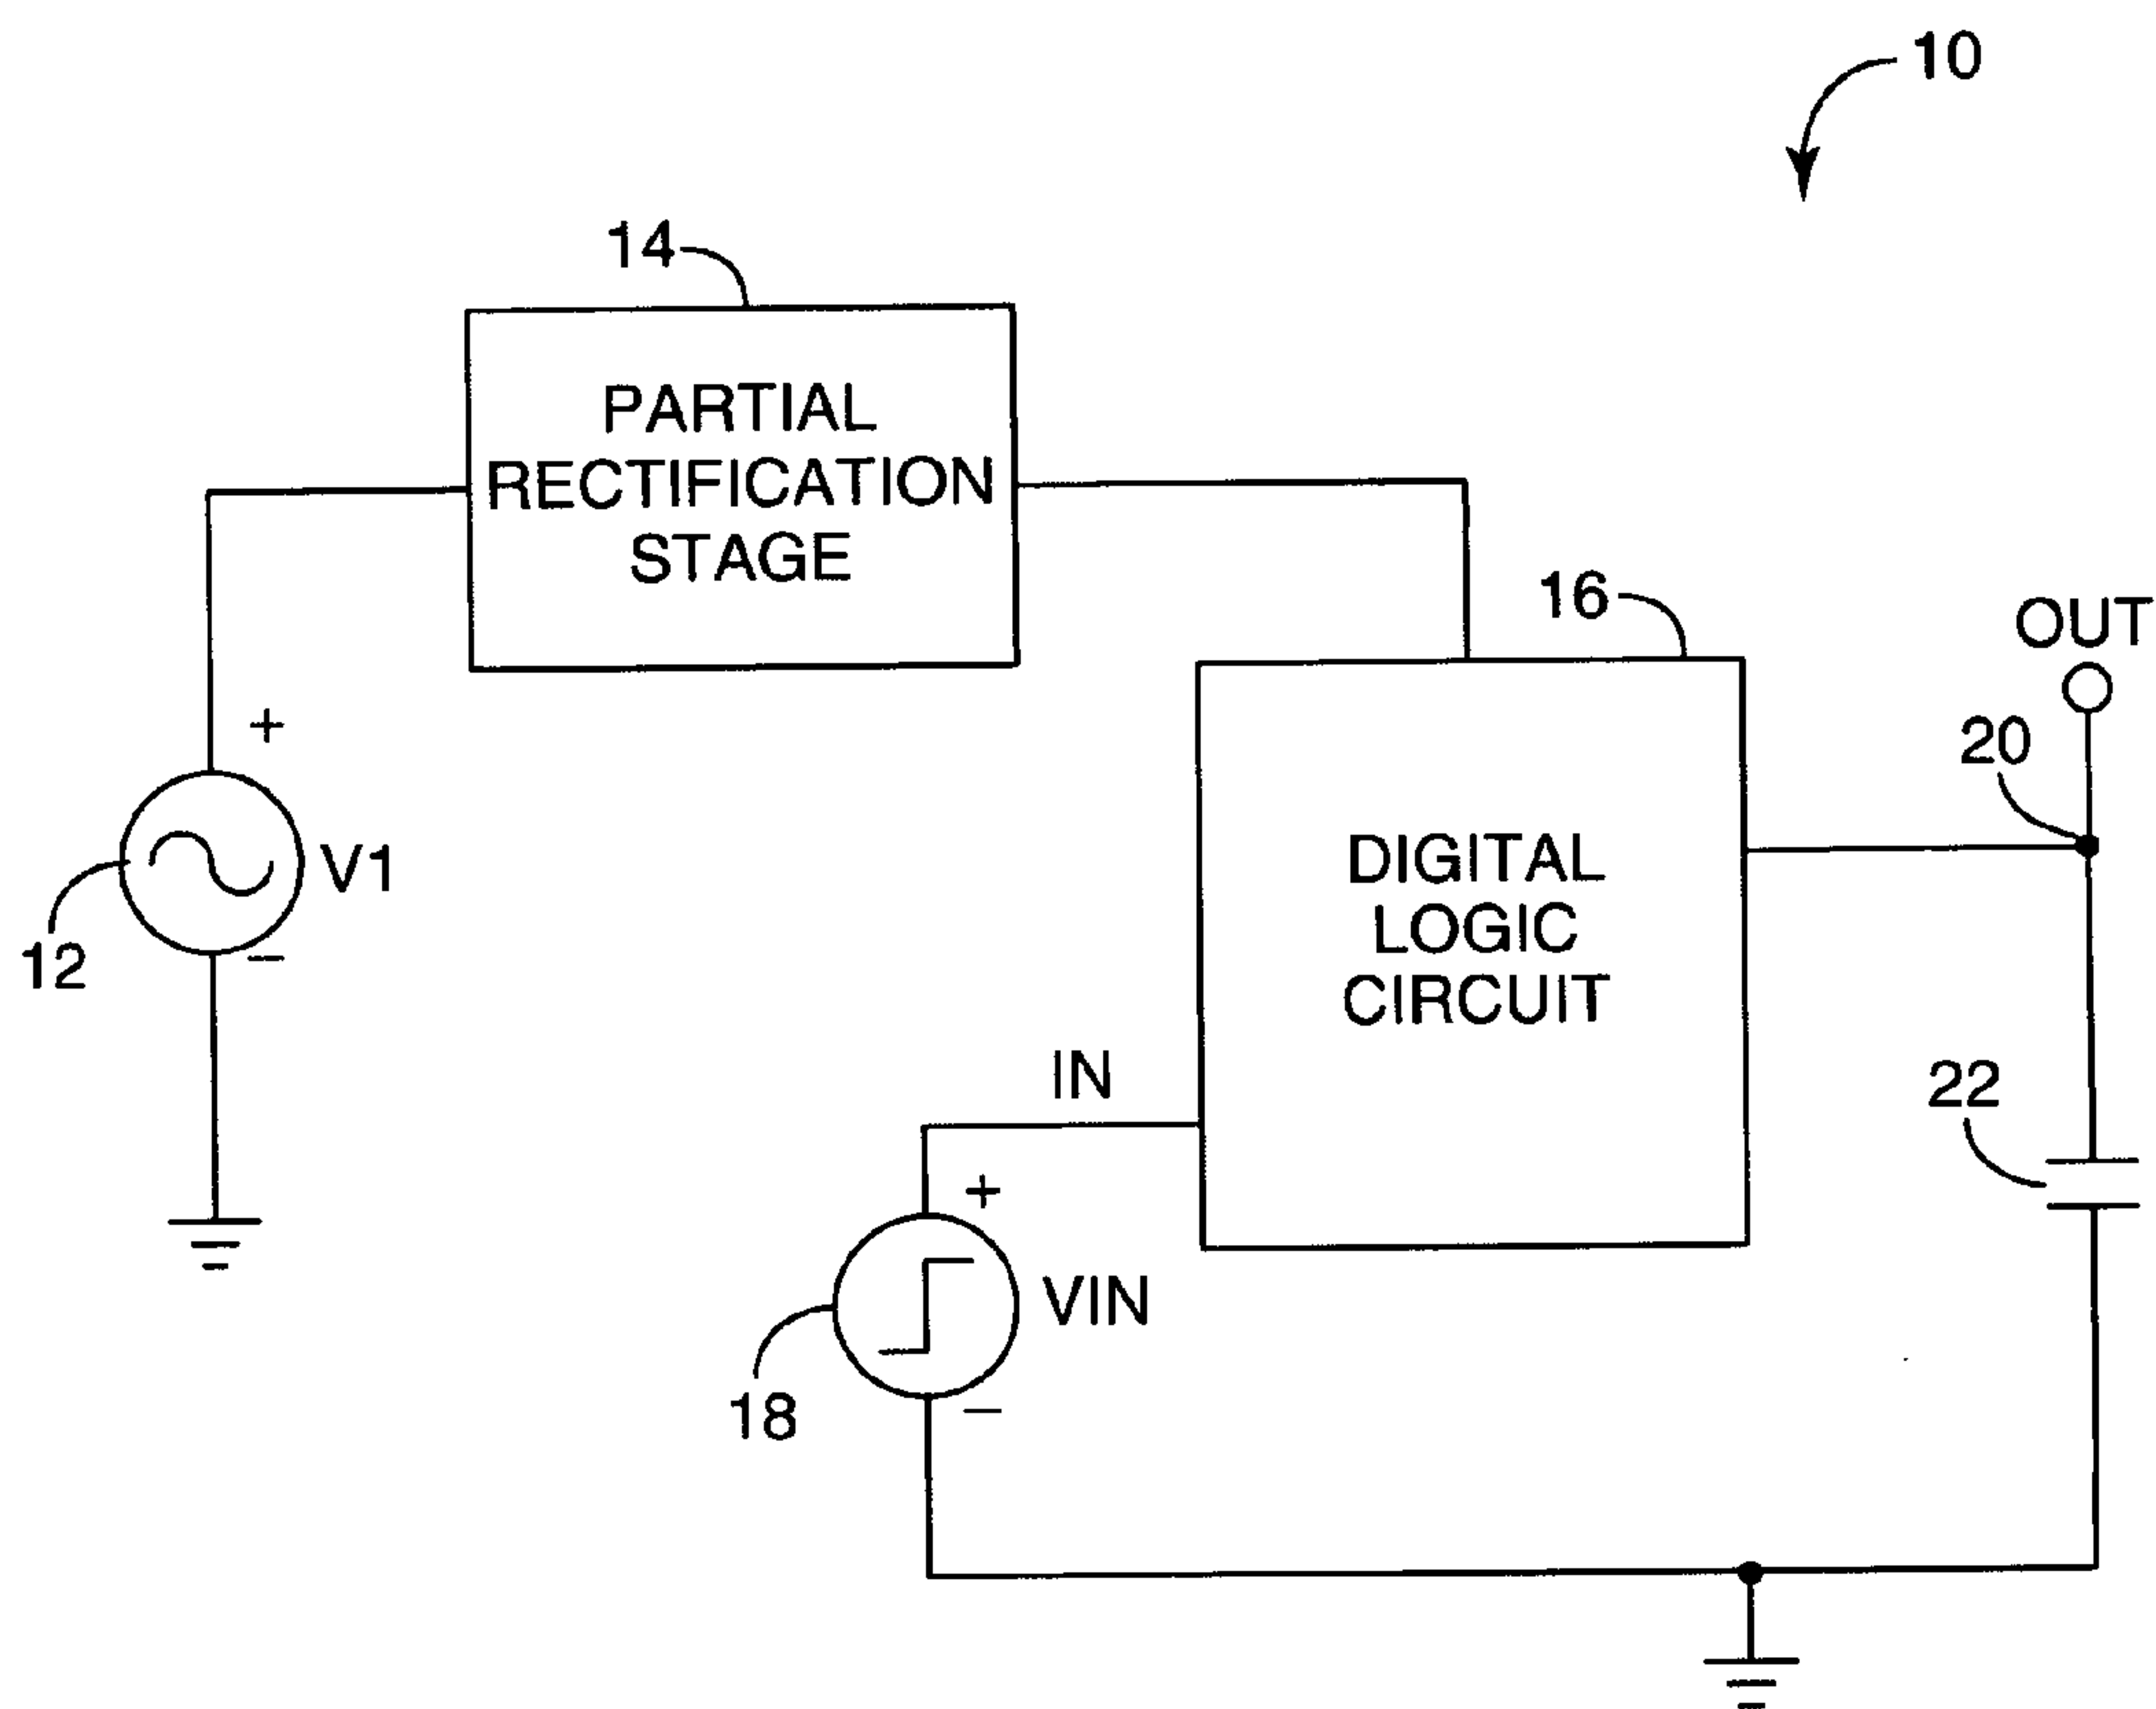 10
14
PARTIAL
RECTIFICATION
STAGE
16
OUT
20
+
V1
12
−
DIGITAL
LOGIC
CIRCUIT
IN
22
+
VIN
18
−